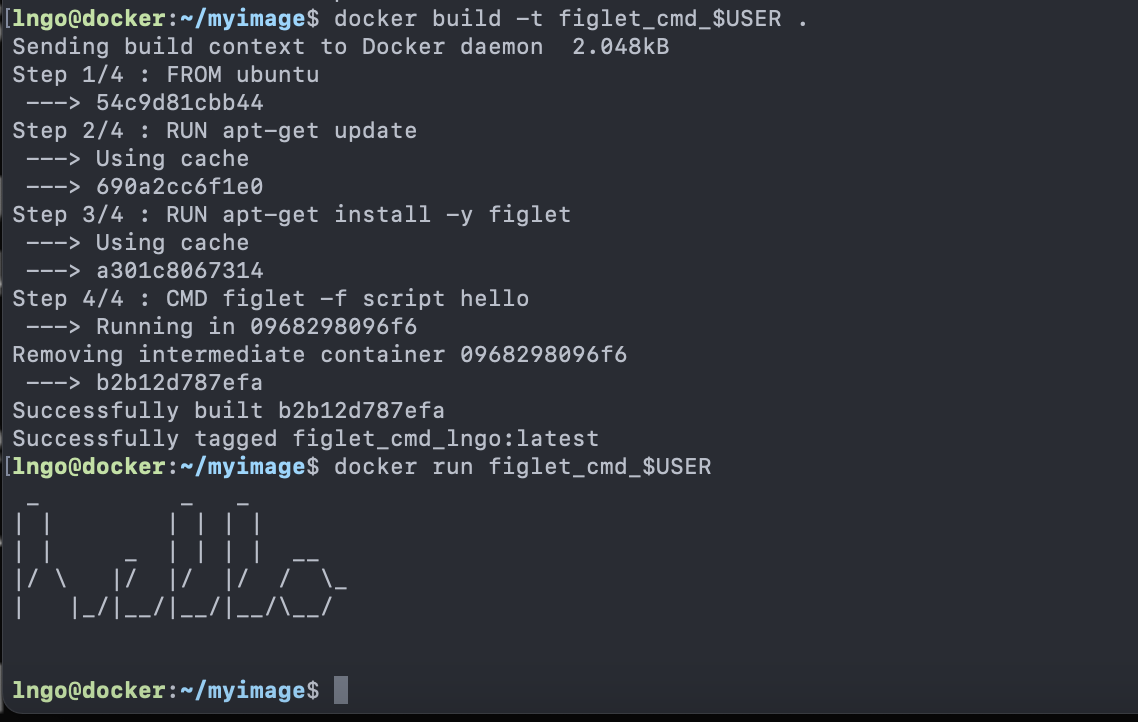 [lngo@docker:~/myimage$ docker build -t figlet_cmd_$USER .
Sending build context to Docker daemon  2.048kB
Step 1/4 : FROM ubuntu
 ---> 54c9d81cbb44
Step 2/4 : RUN apt-get update
 ---> Using cache
 ---> 690a2cc6f1e0
Step 3/4 : RUN apt-get install -y figlet
 ---> Using cache
 ---> a301c8067314
Step 4/4 : CMD figlet -f script hello
 ---> Running in 0968298096f6
Removing intermediate container 0968298096f6
 ---> b2b12d787efa
Successfully built b2b12d787efa
Successfully tagged figlet_cmd_lngo:latest
[lngo@docker:~/myimage$ docker run figlet_cmd_$USER
 _          _   _
| |        | | | |
| |     _  | | | |  __
|/ \   |/  |/  |/  /  \_
|   |_/|__/|__/|__/\__/
lngo@docker:~/myimage$